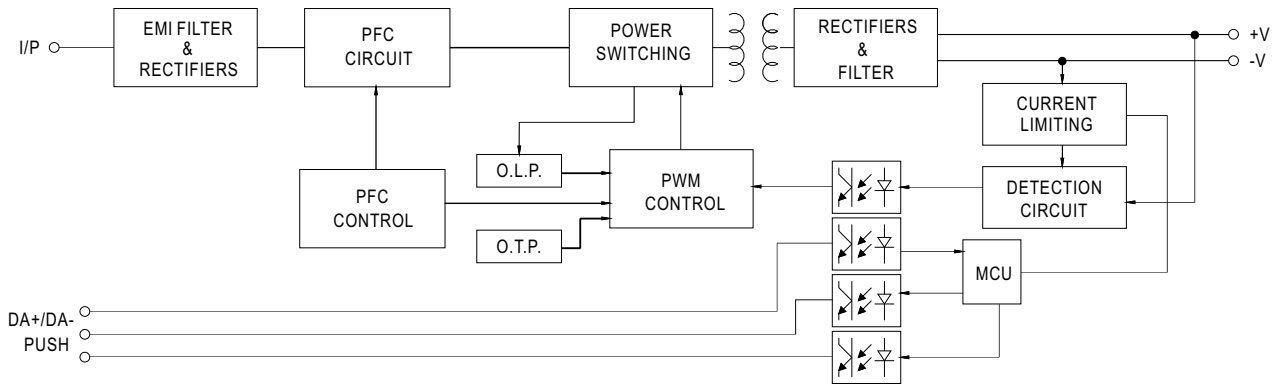 I/P
EMI FILTER
&
RECTIFIERS
PFC
CIRCUIT
POWER
SWITCHING
RECTIFIERS
&
FILTER
+V
-V
CURRENT
LIMITING
O.L.P.
PWM
CONTROL
DETECTION
CIRCUIT
PFC
CONTROL
O.T.P.
MCU
DA+/DA-
PUSH